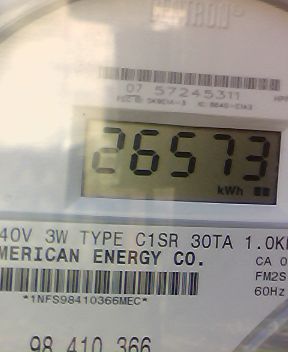 CENTRON®
07 57245311
26573
kWh
40V 3W TYPE C1SR 30TA 1.0K
MERICAN ENERGY CO.
CA 0
FM2S
*1NFS98410366MEC*
60Hz
98 410 366